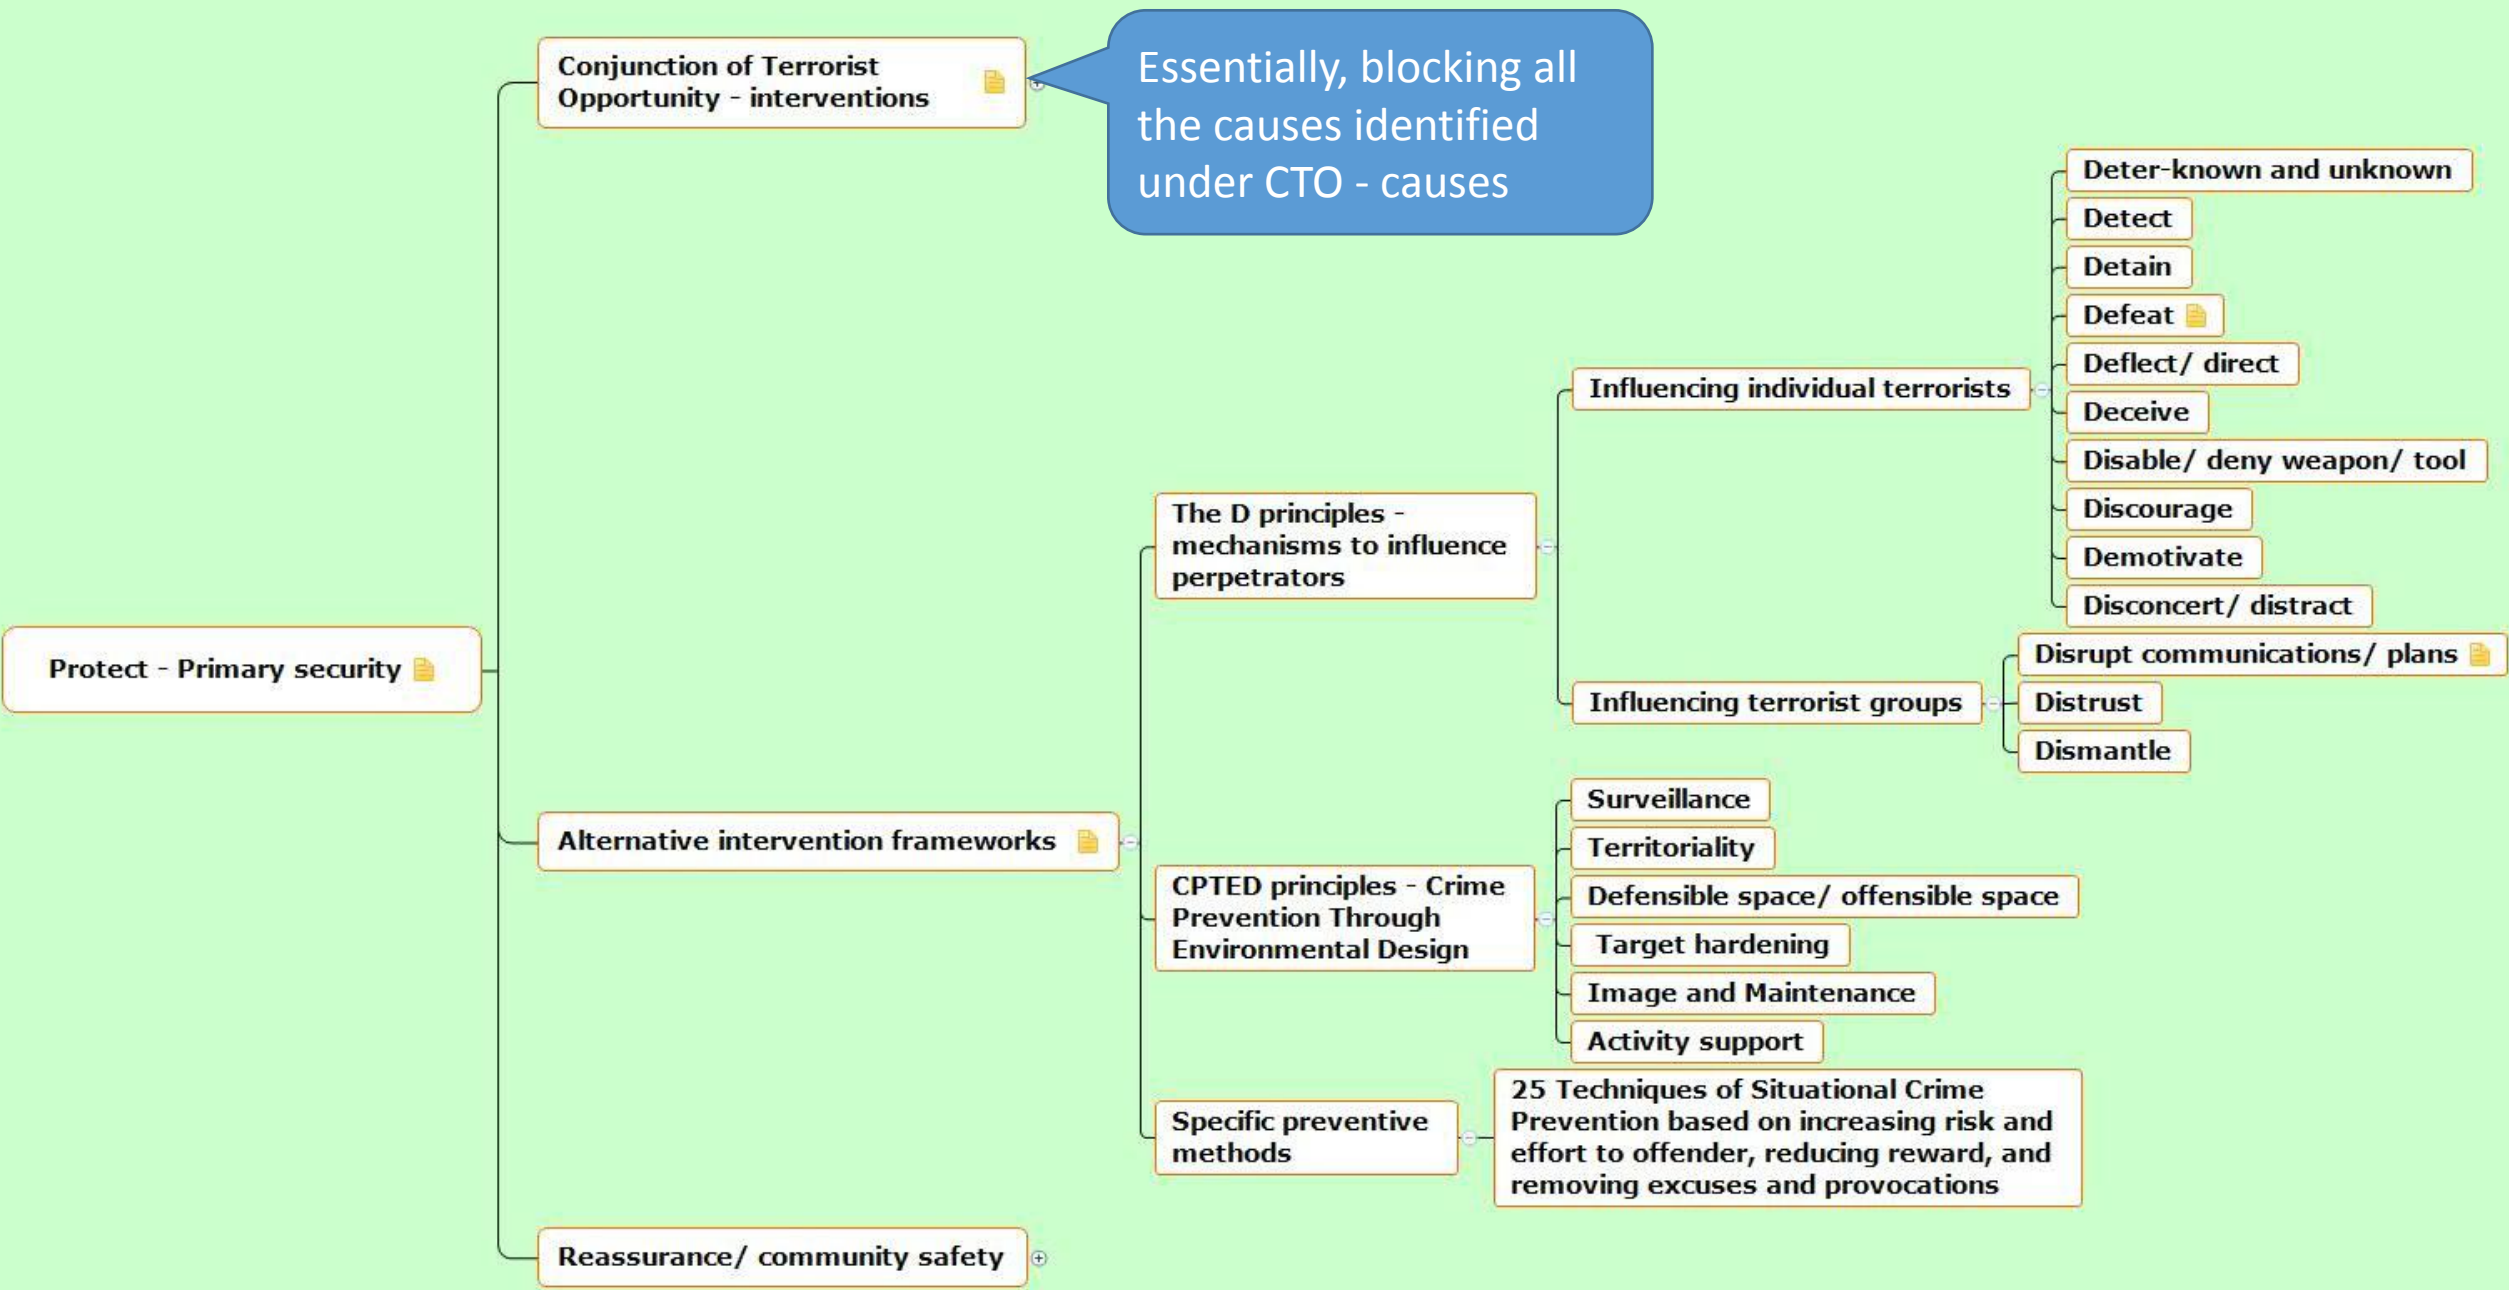 Conjunction of Terrorist
Opportunity - interventions
Essentially, blocking all
the causes identified
under CTO - causes
Deter-known and unknown
Detect
Detain
Defeat
Deflect/ direct
Influencing individual terrorists
Deceive
Disable/ deny weapon/ tool
Discourage
Demotivate
Disconcert/ distract
The D principles -
mechanisms to influence
perpetrators
Protect - Primary security
Disrupt communications/ plans
Influencing terrorist groups
Distrust
Dismantle
Alternative intervention frameworks
Surveillance
Territoriality
Defensible space/ offensible space
Target hardening
Image and Maintenance
Activity support
CPTED principles - Crime
Prevention Through
Environmental Design
Specific preventive
methods
25 Techniques of Situational Crime
Prevention based on increasing risk and
effort to offender, reducing reward, and
removing excuses and provocations
Reassurance/ community safety